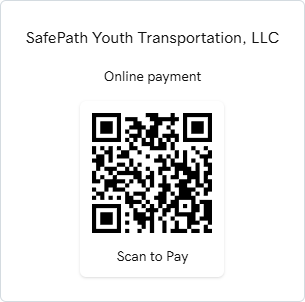 SafePath Youth Transportation, LLC
Online payment
Scan to Pay